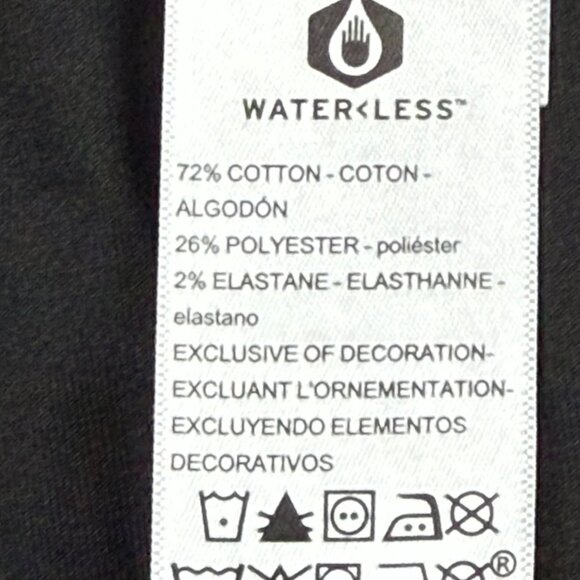 WATER<LESS™
72% COTTON - COTON -
ALGODÓN
26% POLYESTER - poliéster
2% ELASTANE - ELASTHANNE -
elastano
EXCLUSIVE OF DECORATION-
EXCLUANT L'ORNEMENTATION-
EXCLUYENDO ELEMENTOS
DECORATIVOS
®